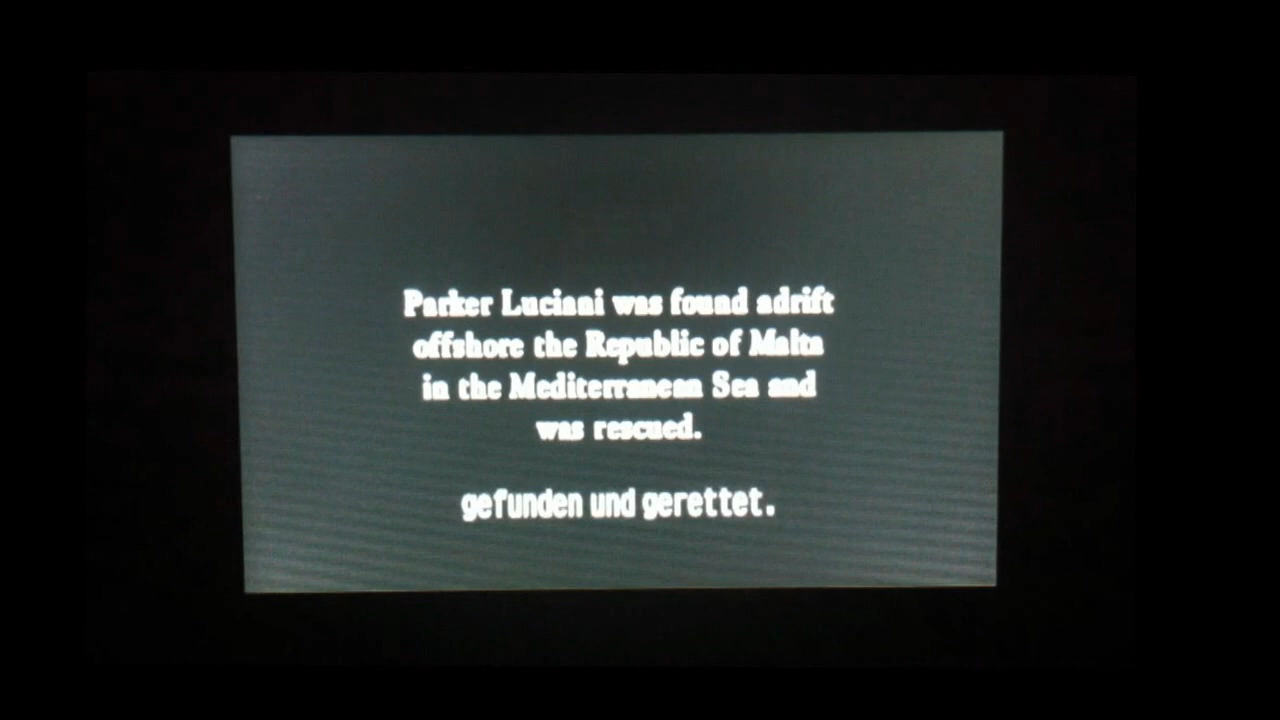 Parker Luciani was found adrift
offshore the Republic of Malta
in the Mediterranean Sea and
was rescued.
gefunden und gerettet.